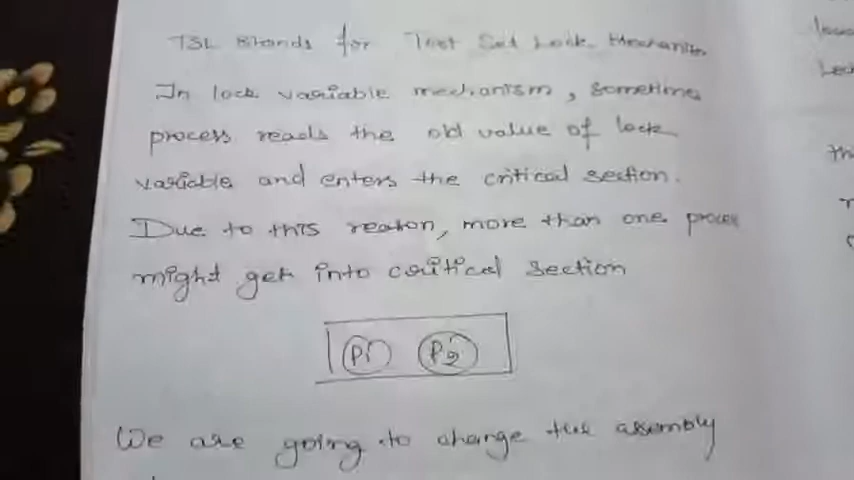 TSL stands for Test Set Lock Mechanism
In lock variable mechanism, sometime
process reads the old value of lock
variable and enters the critical section.
Due to this reason, more than one process
might get into critical section
P1 P2
We are going to change the assembly